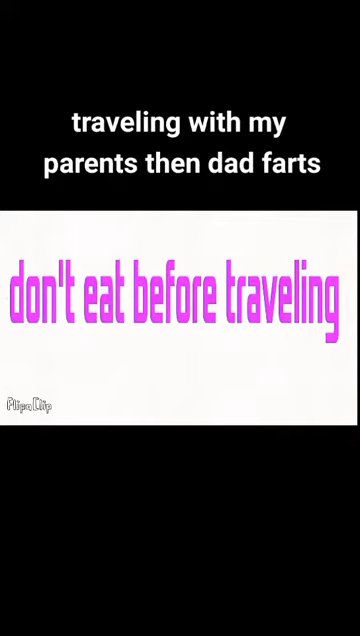 traveling with my
parents then dad farts
don't eat before traveling
FlipaClip